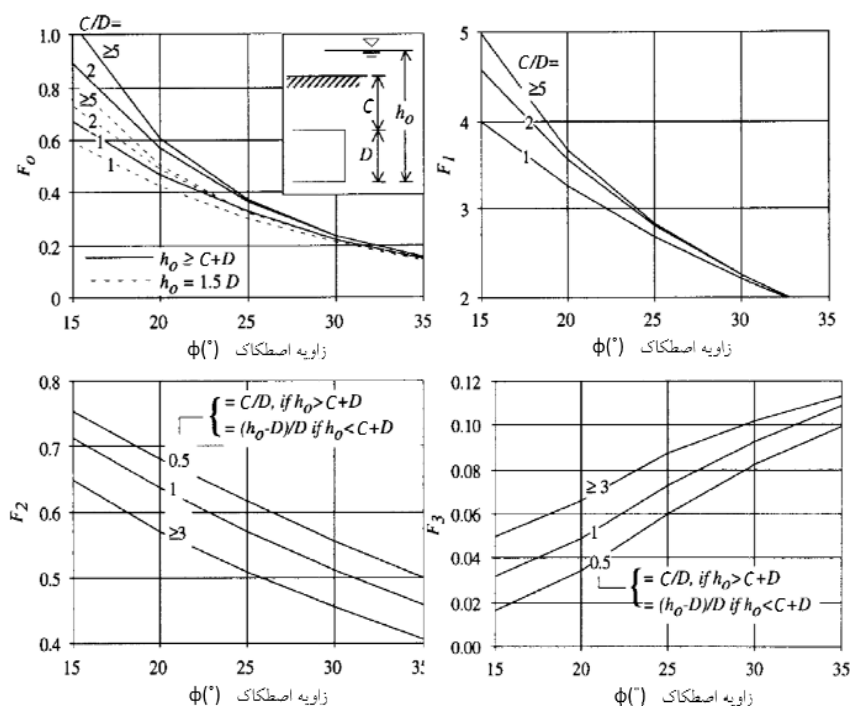 C/D=
1.0
0.8
0.6
0.4
0.2
0
F₀
≥5
2
≥5
2
1
1
h₀ ≥ C+D
h₀ = 1.5 D
C
D
h₀
15 20 25 30 35
ϕ(°) زاویه اصطکاک
5
4
3
2
F₁
C/D=
≥5
2
1
15 20 25 30 35
ϕ(°) زاویه اصطکاک
0.8
0.7
0.6
0.5
0.4
F₂
= C/D, if h₀>C+D
= (h₀-D)/D if h₀<C+D
0.5
1
≥3
15 20 25 30 35
ϕ(°) زاویه اصطکاک
0.12
0.10
0.08
0.06
0.04
0.02
0.00
F₃
≥ 3
1
0.5
= C/D, if h₀>C+D
= (h₀-D)/D if h₀<C+D
15 20 25 30 35
ϕ(°) زاویه اصطکاک